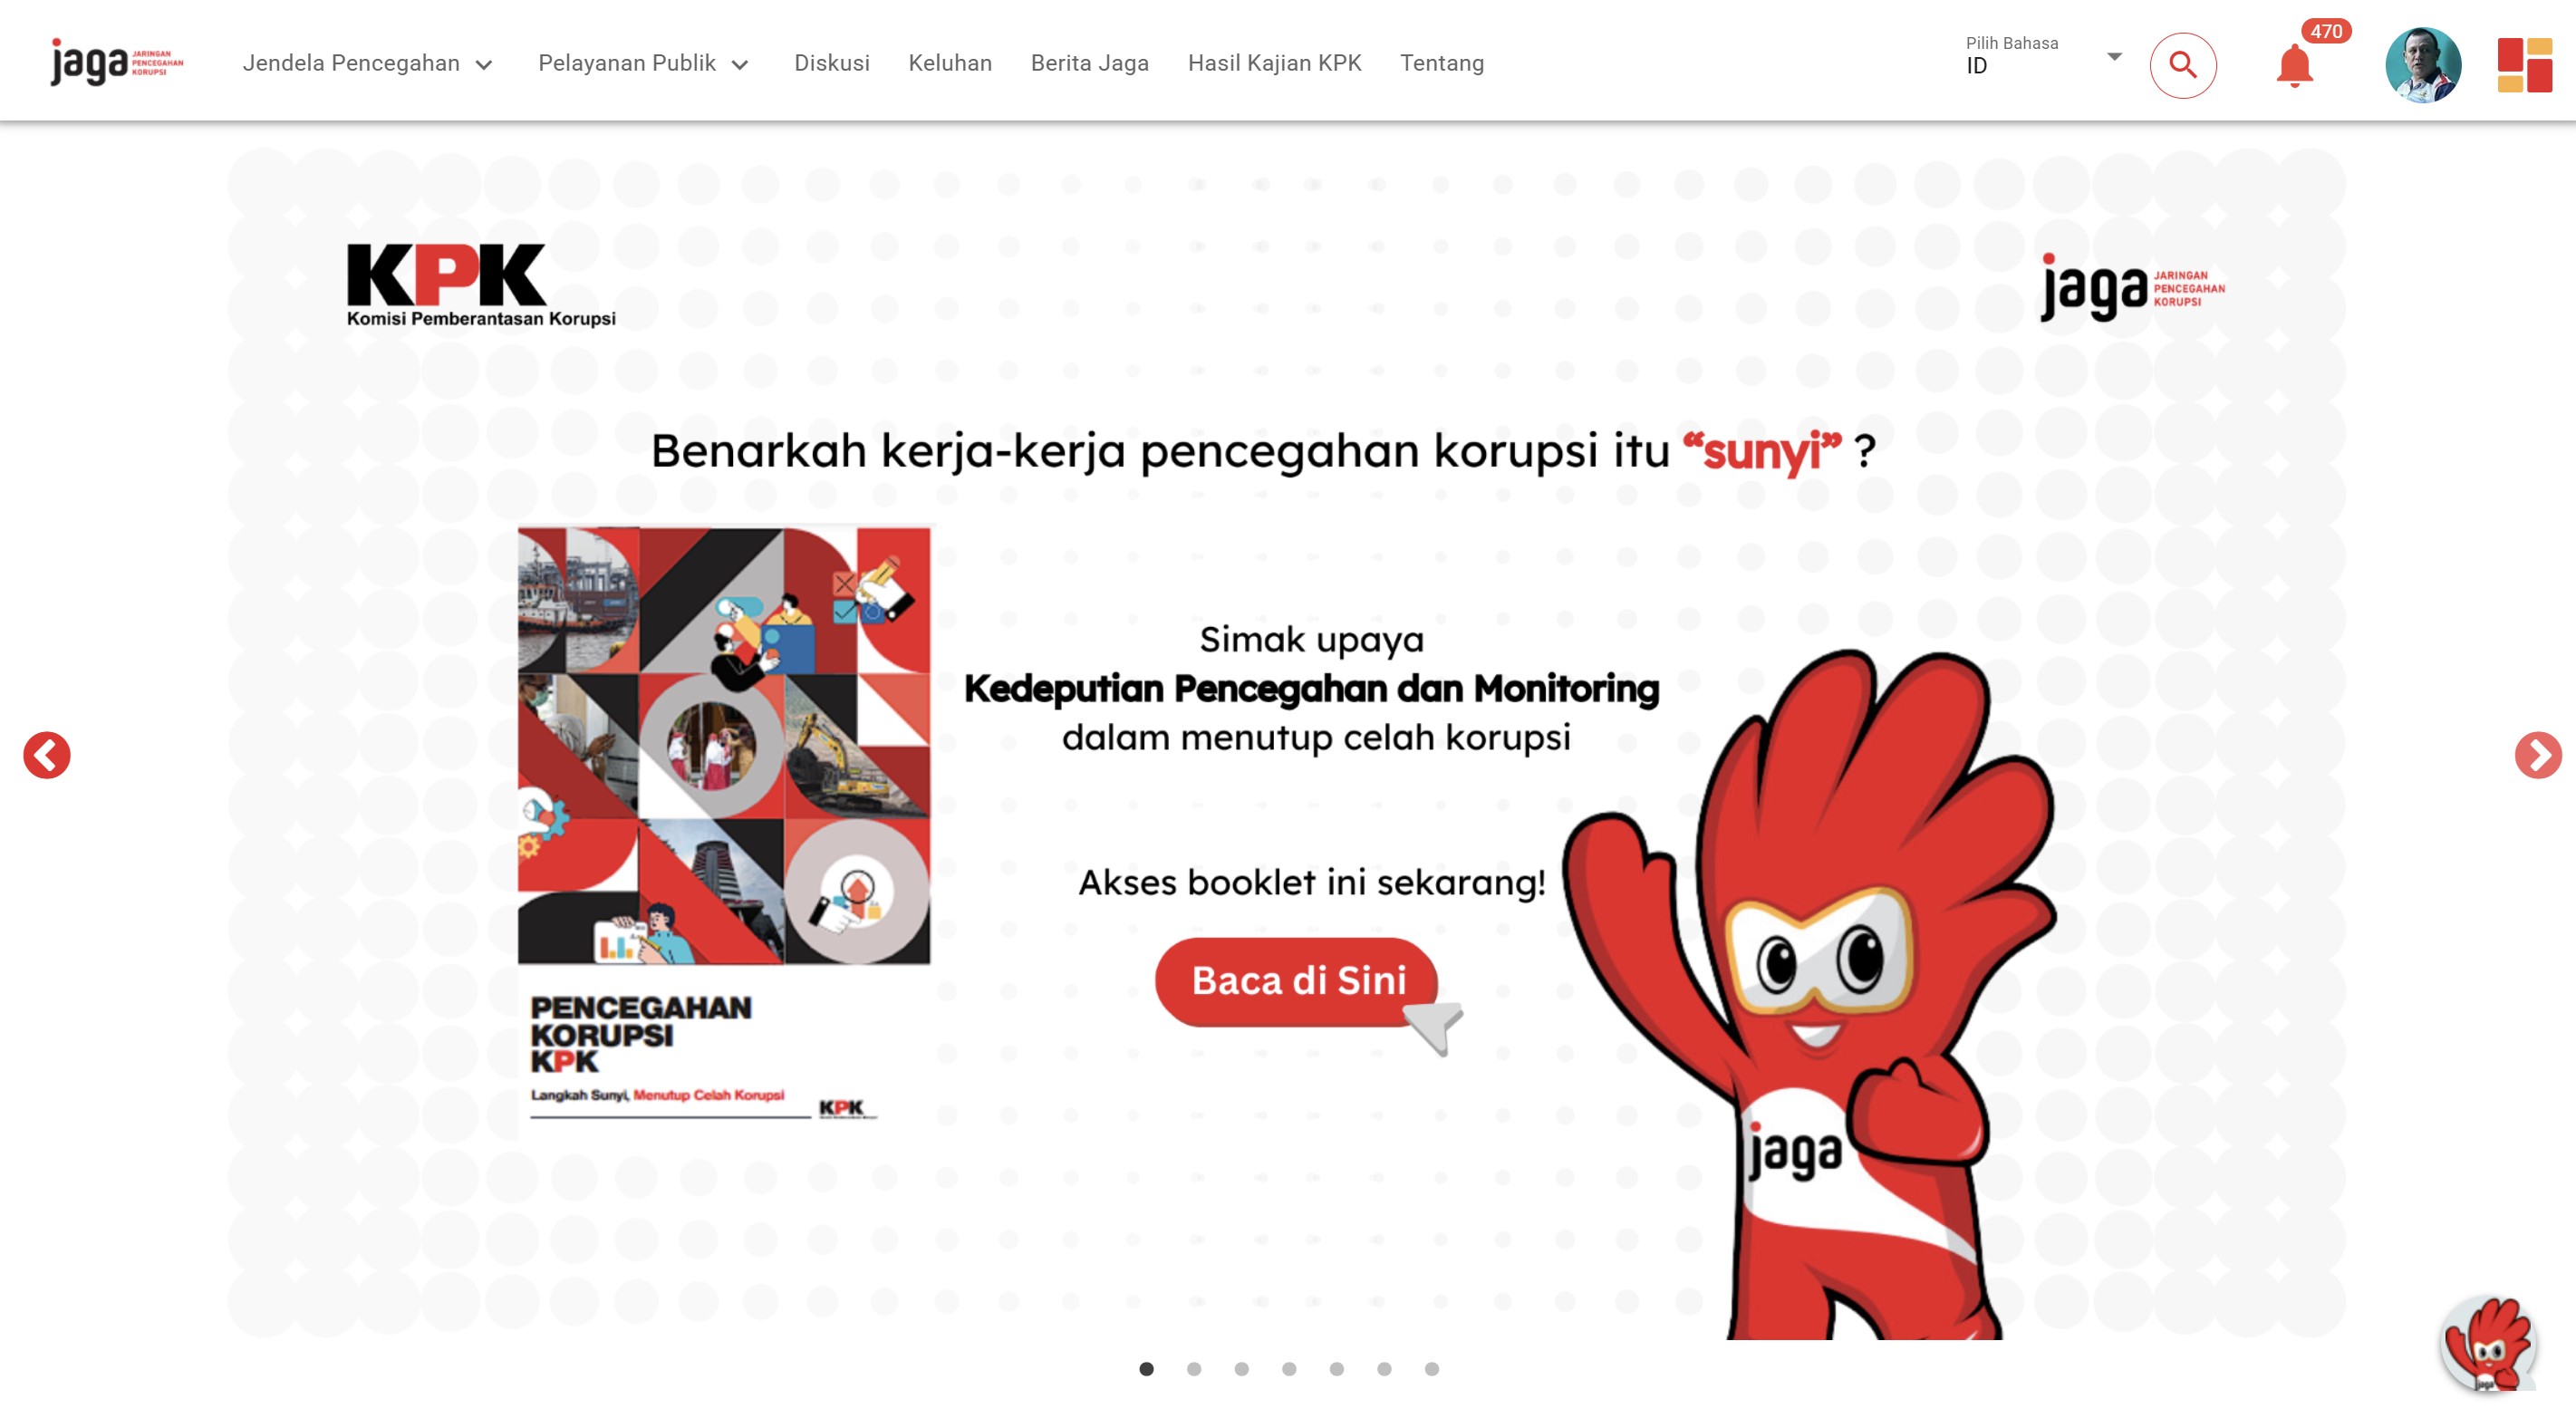 jaga JARINGAN PENCEGAHAN KORUPSI
Jendela Pencegahan
Pelayanan Publik
Diskusi
Keluhan
Berita Jaga
Hasil Kajian KPK
Tentang
Pilih Bahasa
ID
470
KPK
Komisi Pemberantasan Korupsi
jaga JARINGAN PENCEGAHAN KORUPSI
Benarkah kerja-kerja pencegahan korupsi itu “sunyi” ?
Simak upaya
Kedeputian Pencegahan dan Monitoring
dalam menutup celah korupsi
Akses booklet ini sekarang!
Baca di Sini
PENCEGAHAN
KORUPSI
KPK
Langkah Sunyi, Menutup Celah Korupsi
KPK
jaga
jaga